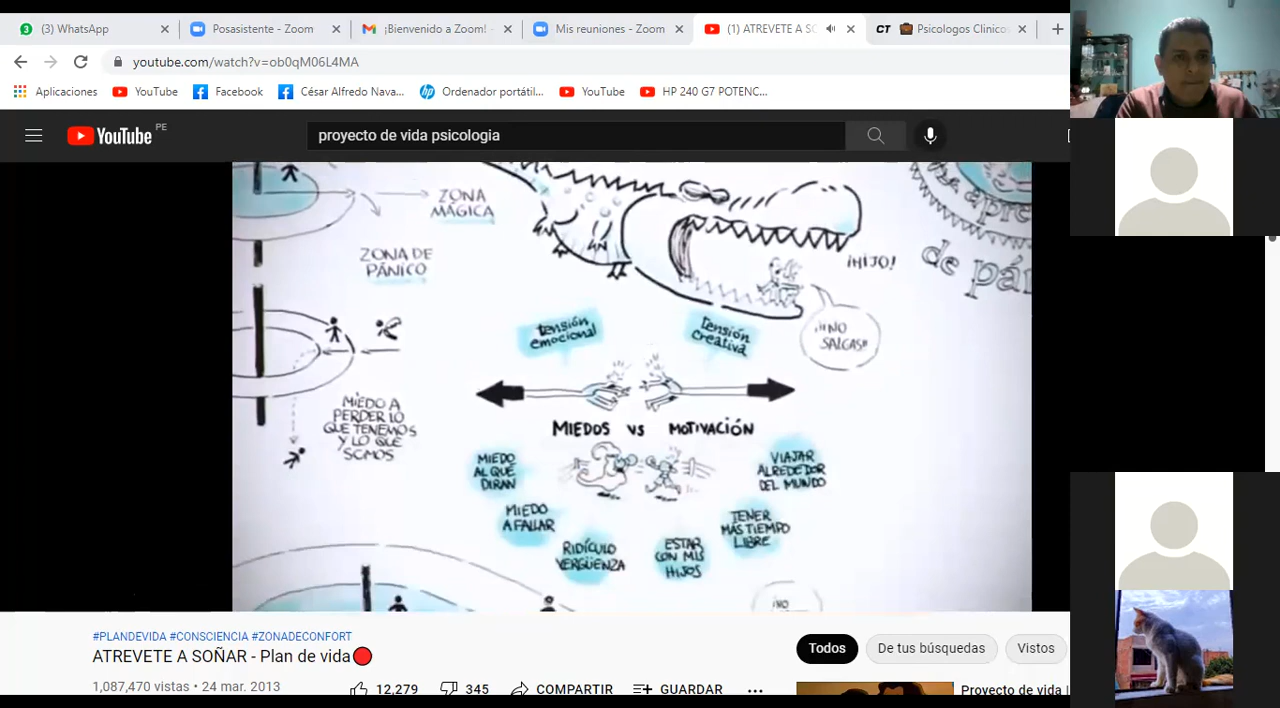 (3) WhatsApp
Posasistente - Zoom
¡Bienvenido a Zoom! -
Mis reuniones - Zoom
(1) ATREVETE A SO
CT
Psicologos Clinico
youtube.com/watch?v=ob0qM06L4MA
Aplicaciones
YouTube
Facebook
César Alfredo Nava...
Ordenador portátil...
YouTube
HP 240 G7 POTENC...
YouTube PE
proyecto de vida psicologia
ZONA
MÁGICA
ZONA DE
PÁNICO
¡HIJO!
¡¡NO
SALGAS!!
de pán
tensión
emocional
tensión
creativa
MIEDO A
PERDER LO
QUE TENEMOS
Y LO QUE
SOMOS
MIEDOS VS MOTIVACIÓN
MIEDO
AL QUÉ
DIRAN
MIEDO
A FALLAR
RIDÍCULO
VERGÜENZA
ESTAR
CON MIS
HIJOS
TENER
MÁS TIEMPO
LIBRE
VIAJAR
ALREDEDOR
DEL MUNDO
¡NO
#PLANDEVIDA #CONSCIENCIA #ZONADECONFORT
ATREVETE A SOÑAR - Plan de vida
1,087,470 vistas • 24 mar. 2013
12,279
345
COMPARTIR
GUARDAR
Todos
De tus búsquedas
Vistos
Proyecto de vida |